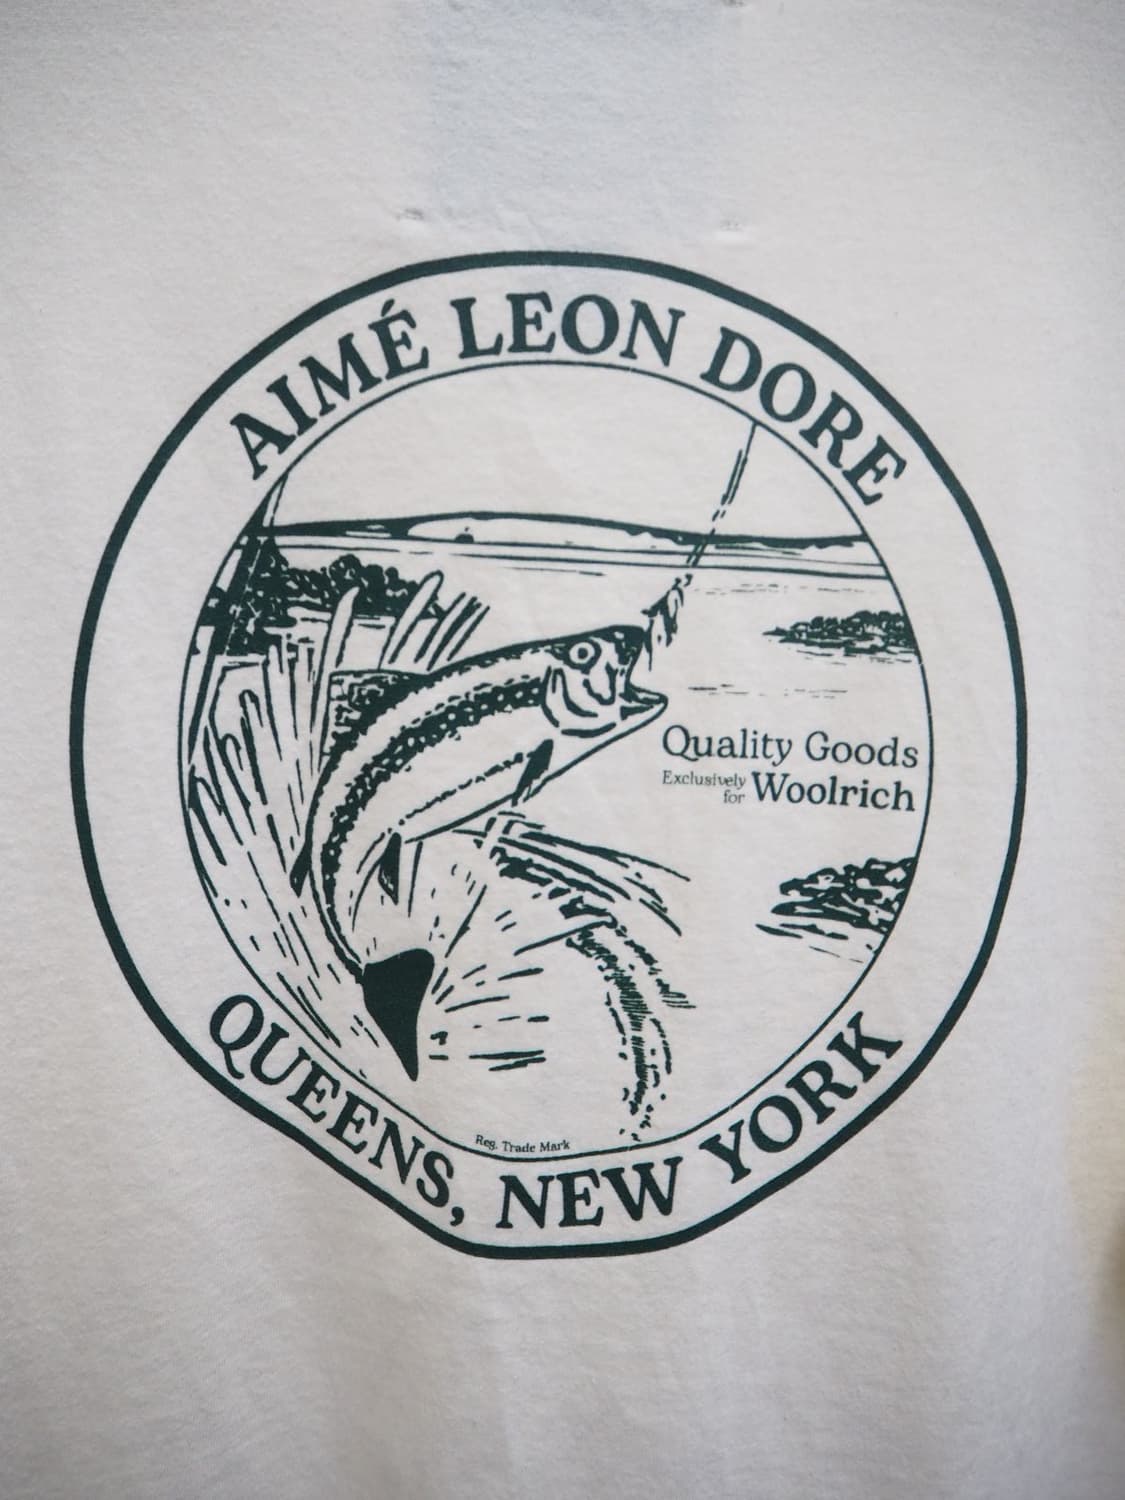 AIMÉ LEON DORE
Quality Goods
Exclusively for Woolrich
Reg. Trade Mark
QUEENS, NEW YORK